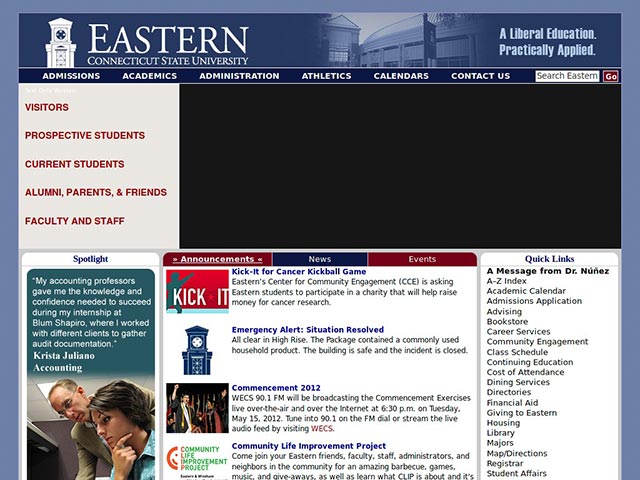 EASTERN
CONNECTICUT STATE UNIVERSITY
A Liberal Education.
Practically Applied.
ADMISSIONS ACADEMICS ADMINISTRATION ATHLETICS CALENDARS CONTACT US Search Eastern Go
Text Only Version
VISITORS
PROSPECTIVE STUDENTS
CURRENT STUDENTS
ALUMNI, PARENTS, & FRIENDS
FACULTY AND STAFF
Spotlight
"My accounting professors
gave me the knowledge and
confidence needed to succeed
during my internship at
Blum Shapiro, where I worked
with different clients to gather
audit documentation."
Krista Juliano
Accounting
» Announcements « News Events
KICK IT
Kick-It for Cancer Kickball Game
Eastern's Center for Community Engagement (CCE) is asking
Eastern students to participate in a charity that will help raise
money for cancer research.
Emergency Alert: Situation Resolved
All clear in High Rise. The Package contained a commonly used
household product. The building is safe and the incident is closed.
Commencement 2012
WECS 90.1 FM will be broadcasting the Commencement Exercises
live over-the-air and over the Internet at 6:30 p.m. on Tuesday,
May 15, 2012. Tune into 90.1 on the FM dial or stream the live
audio feed by visiting WECS.
COMMUNITY
LIFE
IMPROVEMENT
PROJECT
Eastern & Windham
Community Life Improvement Project
Come join your Eastern friends, faculty, staff, administrators, and
neighbors in the community for an amazing barbecue, games,
music, and give-aways, as well as learn what CLIP is about and it's
Quick Links
A Message from Dr. Núñez
A-Z Index
Academic Calendar
Admissions Application
Advising
Bookstore
Career Services
Community Engagement
Class Schedule
Continuing Education
Cost of Attendance
Dining Services
Directories
Financial Aid
Giving to Eastern
Housing
Library
Majors
Map/Directions
Registrar
Student Affairs